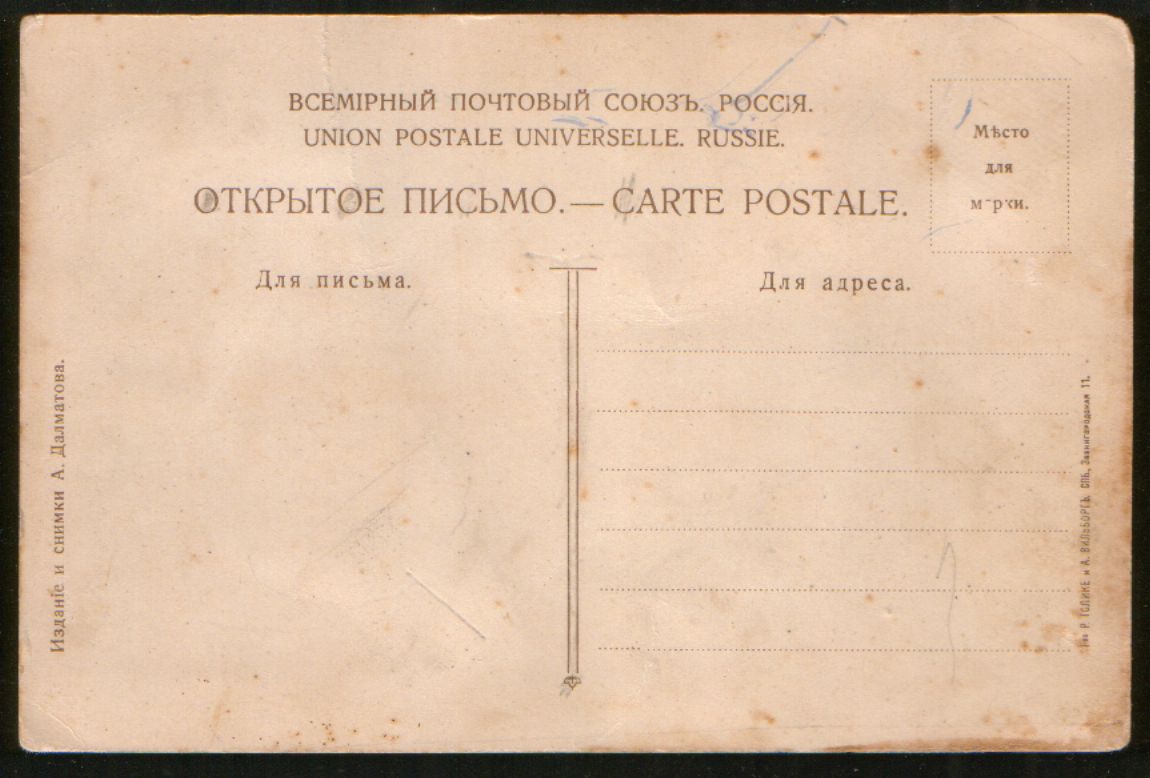 ВСЕМІРНЫЙ ПОЧТОВЫЙ СОЮЗЪ. РОССІЯ.
UNION POSTALE UNIVERSELLE. RUSSIE.
ОТКРЫТОЕ ПИСЬМО.—CARTE POSTALE.
Мѣсто
для
марки.
Для письма.
Для адреса.
Изданіе и снимки А. Далматова.
Т-во Р. ГОЛИКЕ и А. ВИЛЬБОРГЪ. СПБ., Звенигородская 11.